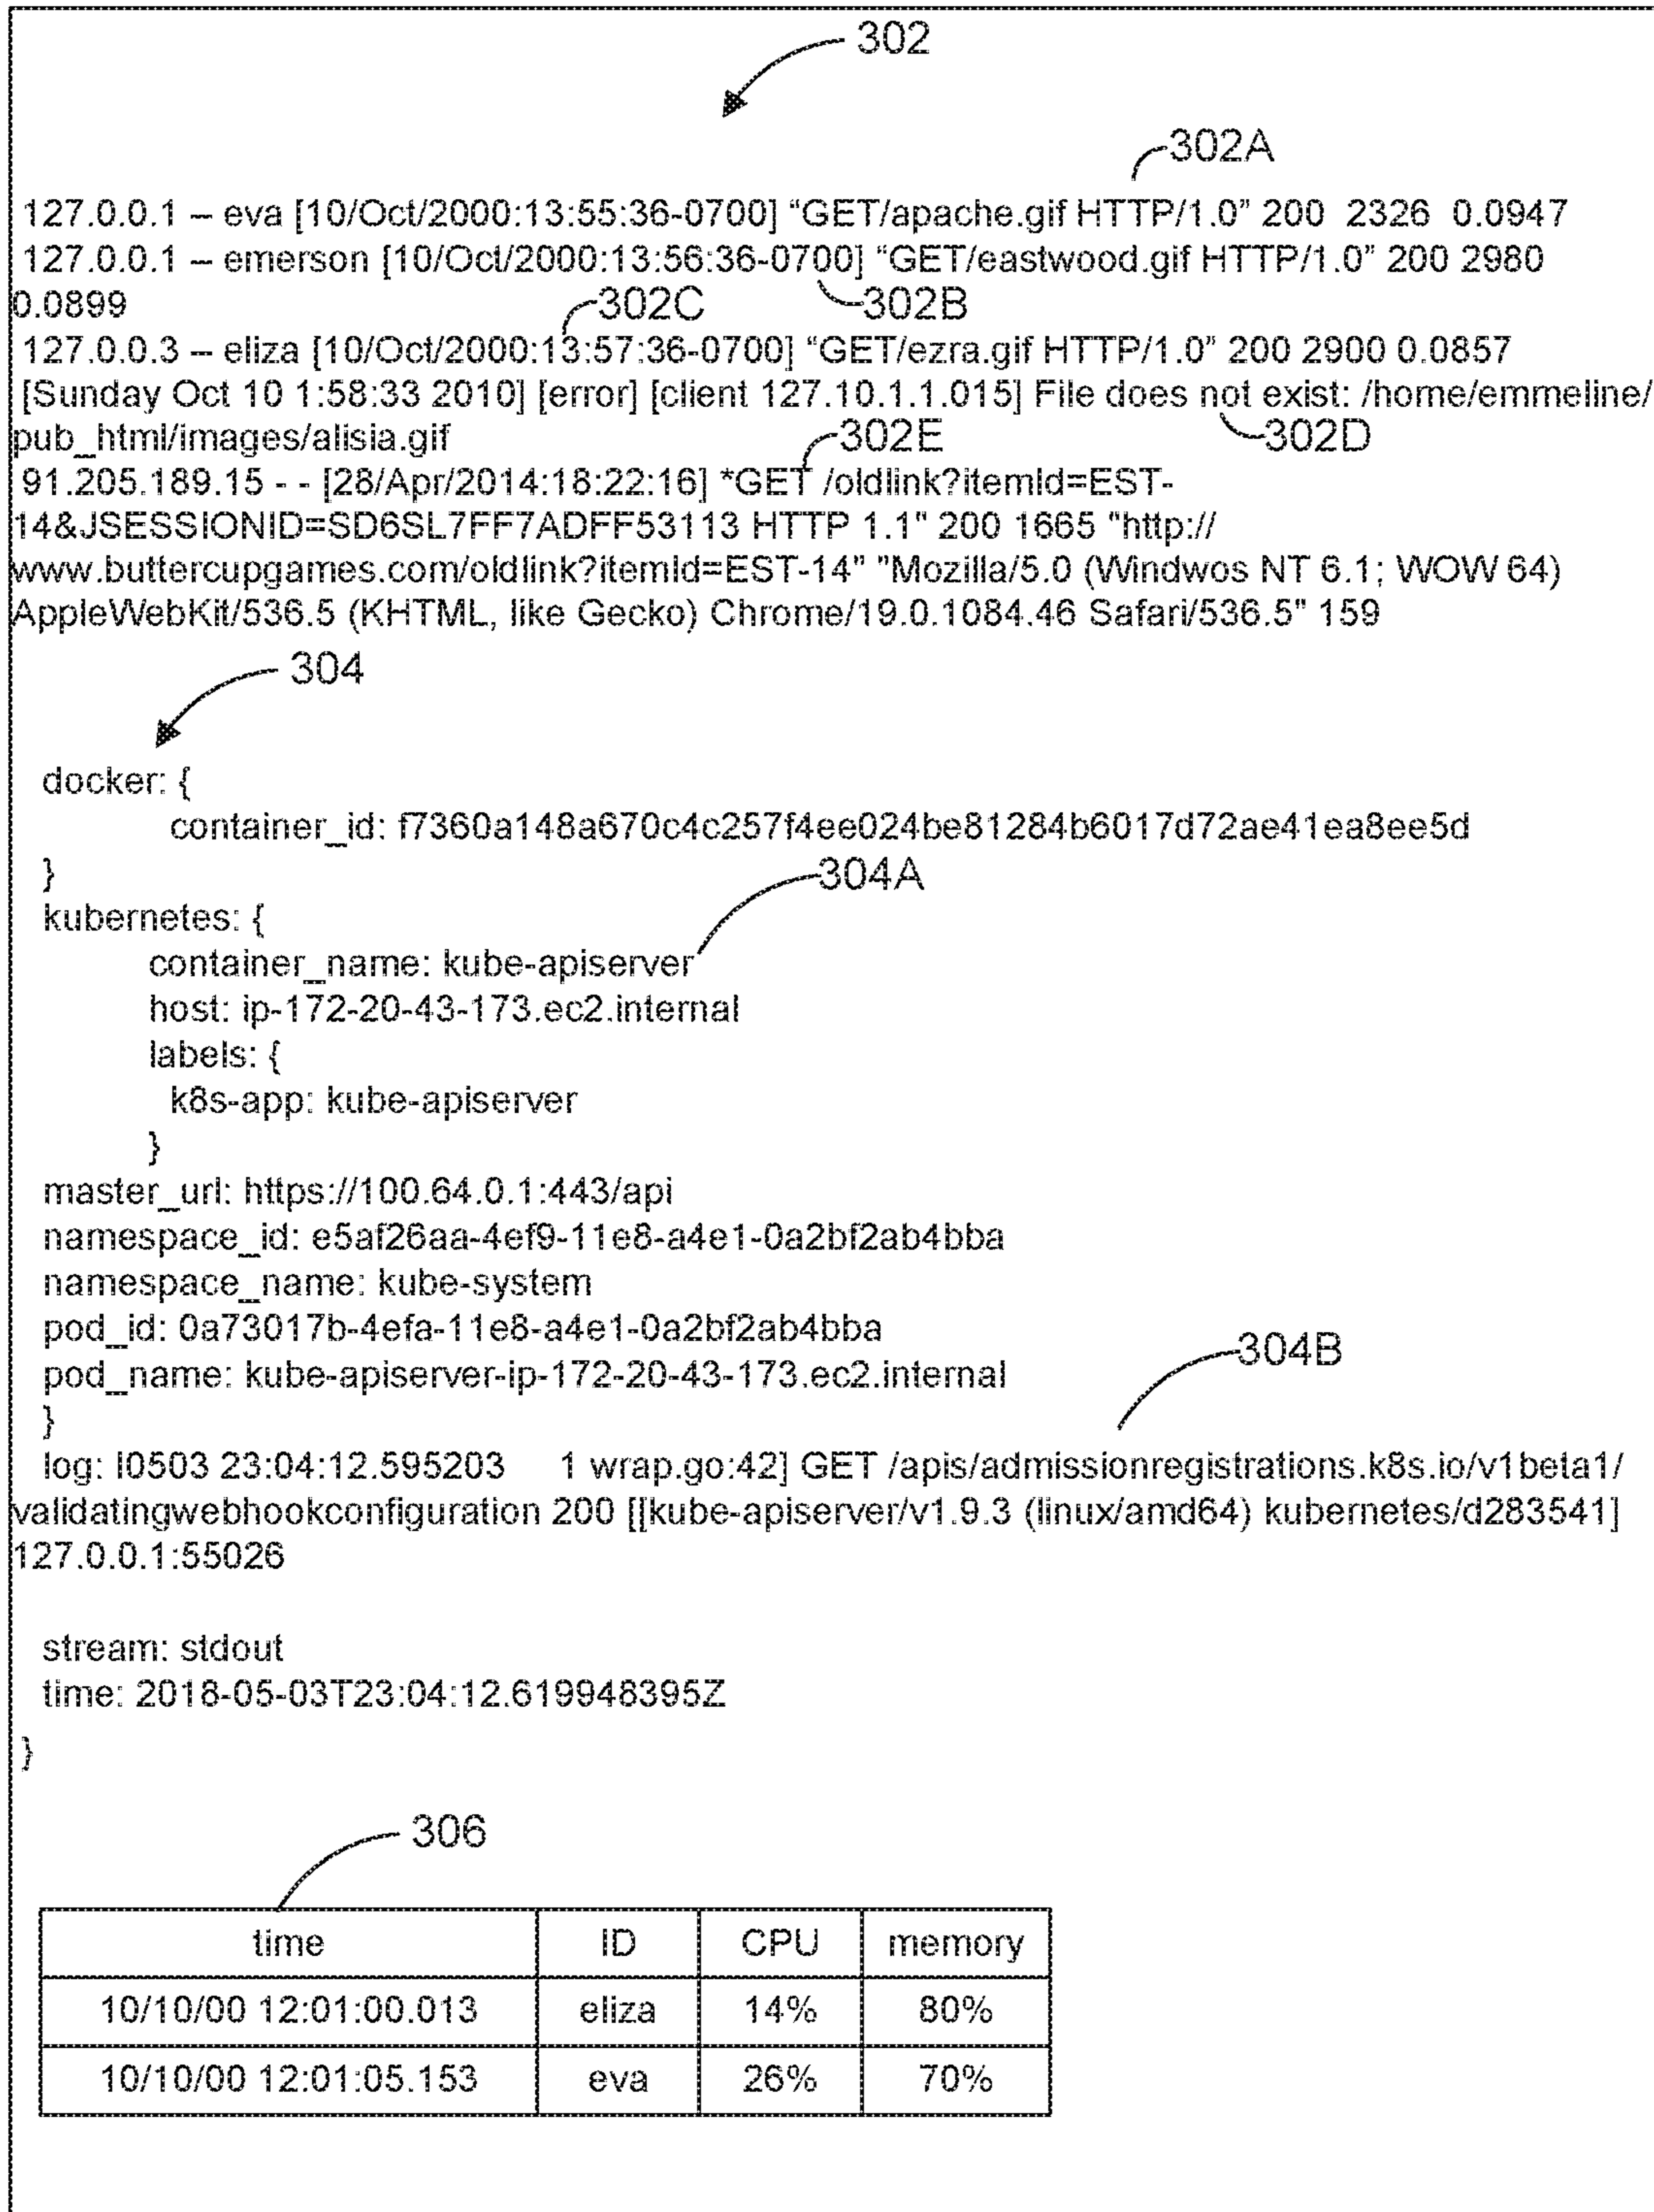 302
302A
127.0.0.1 – eva [10/Oct/2000:13:55:36-0700] “GET/apache.gif HTTP/1.0” 200 2326 0.0947
127.0.0.1 – emerson [10/Oct/2000:13:56:36-0700] “GET/eastwood.gif HTTP/1.0” 200 2980
0.0899
302C 302B
127.0.0.3 – eliza [10/Oct/2000:13:57:36-0700] “GET/ezra.gif HTTP/1.0” 200 2900 0.0857
[Sunday Oct 10 1:58:33 2010] [error] [client 127.10.1.1.015] File does not exist: /home/emmeline/
pub_html/images/alisia.gif
302E 302D
91.205.189.15 - - [28/Apr/2014:18:22:16] *GET /oldlink?itemId=EST-
14&JSESSIONID=SD6SL7FF7ADFF53113 HTTP 1.1" 200 1665 "http://
www.buttercupgames.com/oldlink?itemId=EST-14" "Mozilla/5.0 (Windwos NT 6.1; WOW 64)
AppleWebKit/536.5 (KHTML, like Gecko) Chrome/19.0.1084.46 Safari/536.5" 159
304
docker: {
container_id: f7360a148a670c4c257f4ee024be81284b6017d72ae41ea8ee5d
}
304A
kubernetes: {
container_name: kube-apiserver
host: ip-172-20-43-173.ec2.internal
labels: {
k8s-app: kube-apiserver
}
master_url: https://100.64.0.1:443/api
namespace_id: e5af26aa-4ef9-11e8-a4e1-0a2bf2ab4bba
namespace_name: kube-system
pod_id: 0a73017b-4efa-11e8-a4e1-0a2bf2ab4bba
304B
pod_name: kube-apiserver-ip-172-20-43-173.ec2.internal
}
log: I0503 23:04:12.595203 1 wrap.go:42] GET /apis/admissionregistrations.k8s.io/v1beta1/
validatingwebhookconfiguration 200 [[kube-apiserver/v1.9.3 (linux/amd64) kubernetes/d283541]
127.0.0.1:55026
stream: stdout
time: 2018-05-03T23:04:12.619948395Z
}
306
time ID CPU memory
10/10/00 12:01:00.013 eliza 14% 80%
10/10/00 12:01:05.153 eva 26% 70%